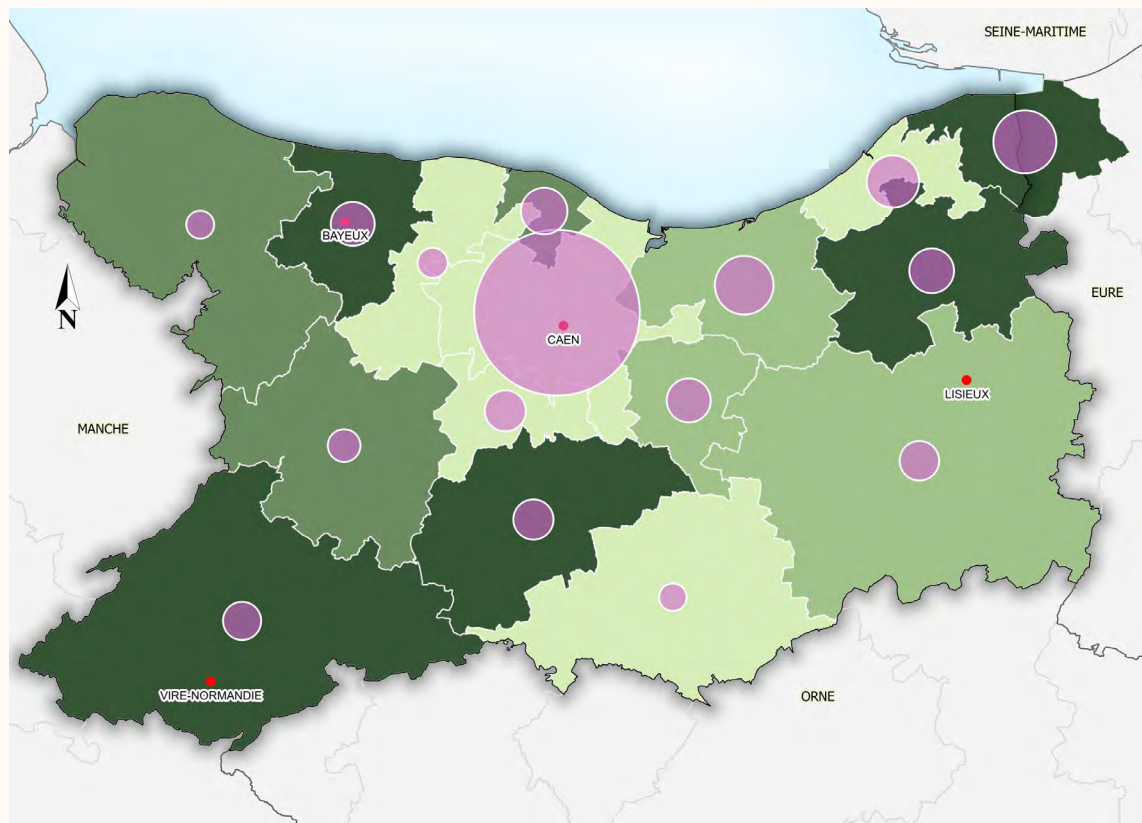 SEINE-MARITIME
BAYEUX
EURE
N
CAEN
LISIEUX
MANCHE
VIRE-NORMANDIE
ORNE